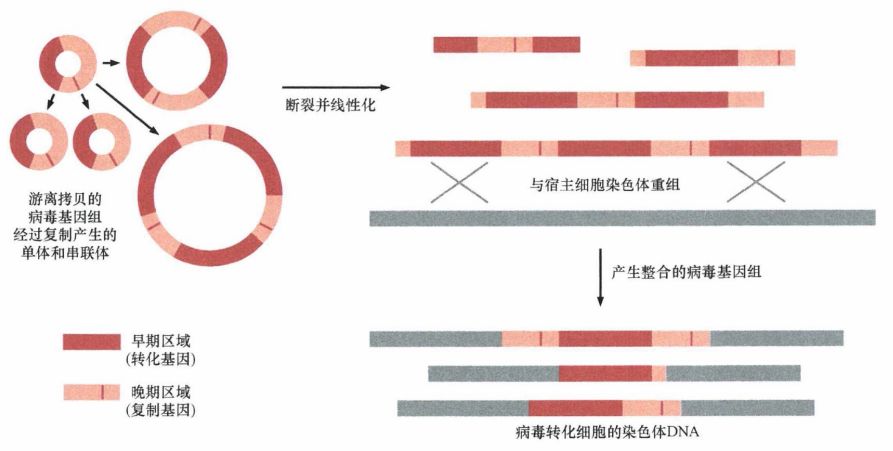 断裂并线性化
游离拷贝的
病毒基因组
经过复制产生的
单体和串联体
与宿主细胞染色体重组
产生整合的病毒基因组
早期区域
(转化基因)
晚期区域
(复制基因)
病毒转化细胞的染色体DNA